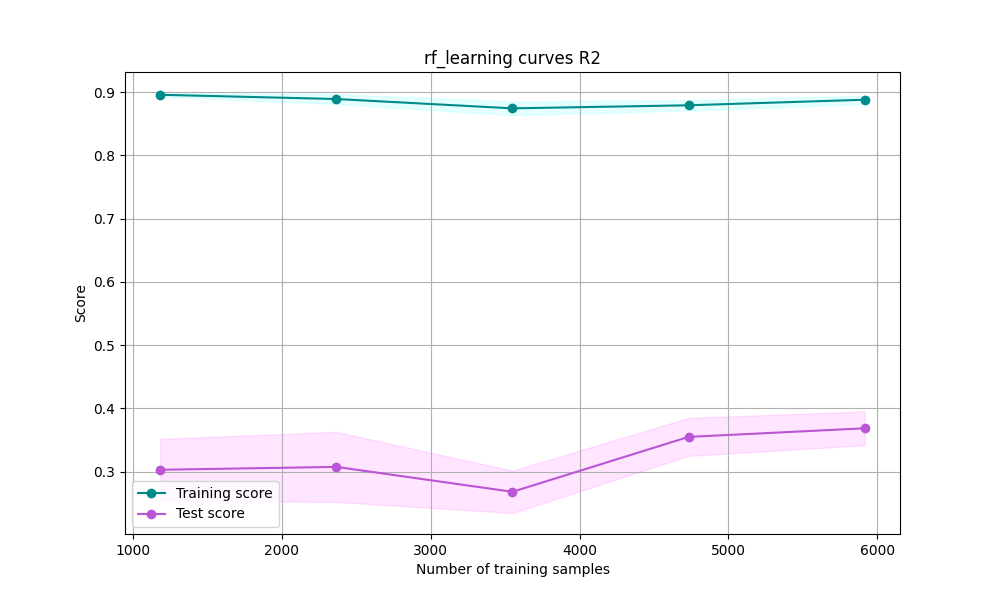 rf_learning curves R2
0.9
0.8
0.7
0.6
0.5
0.4
0.3
Score
Training score
Test score
1000 2000 3000 4000 5000 6000
Number of training samples